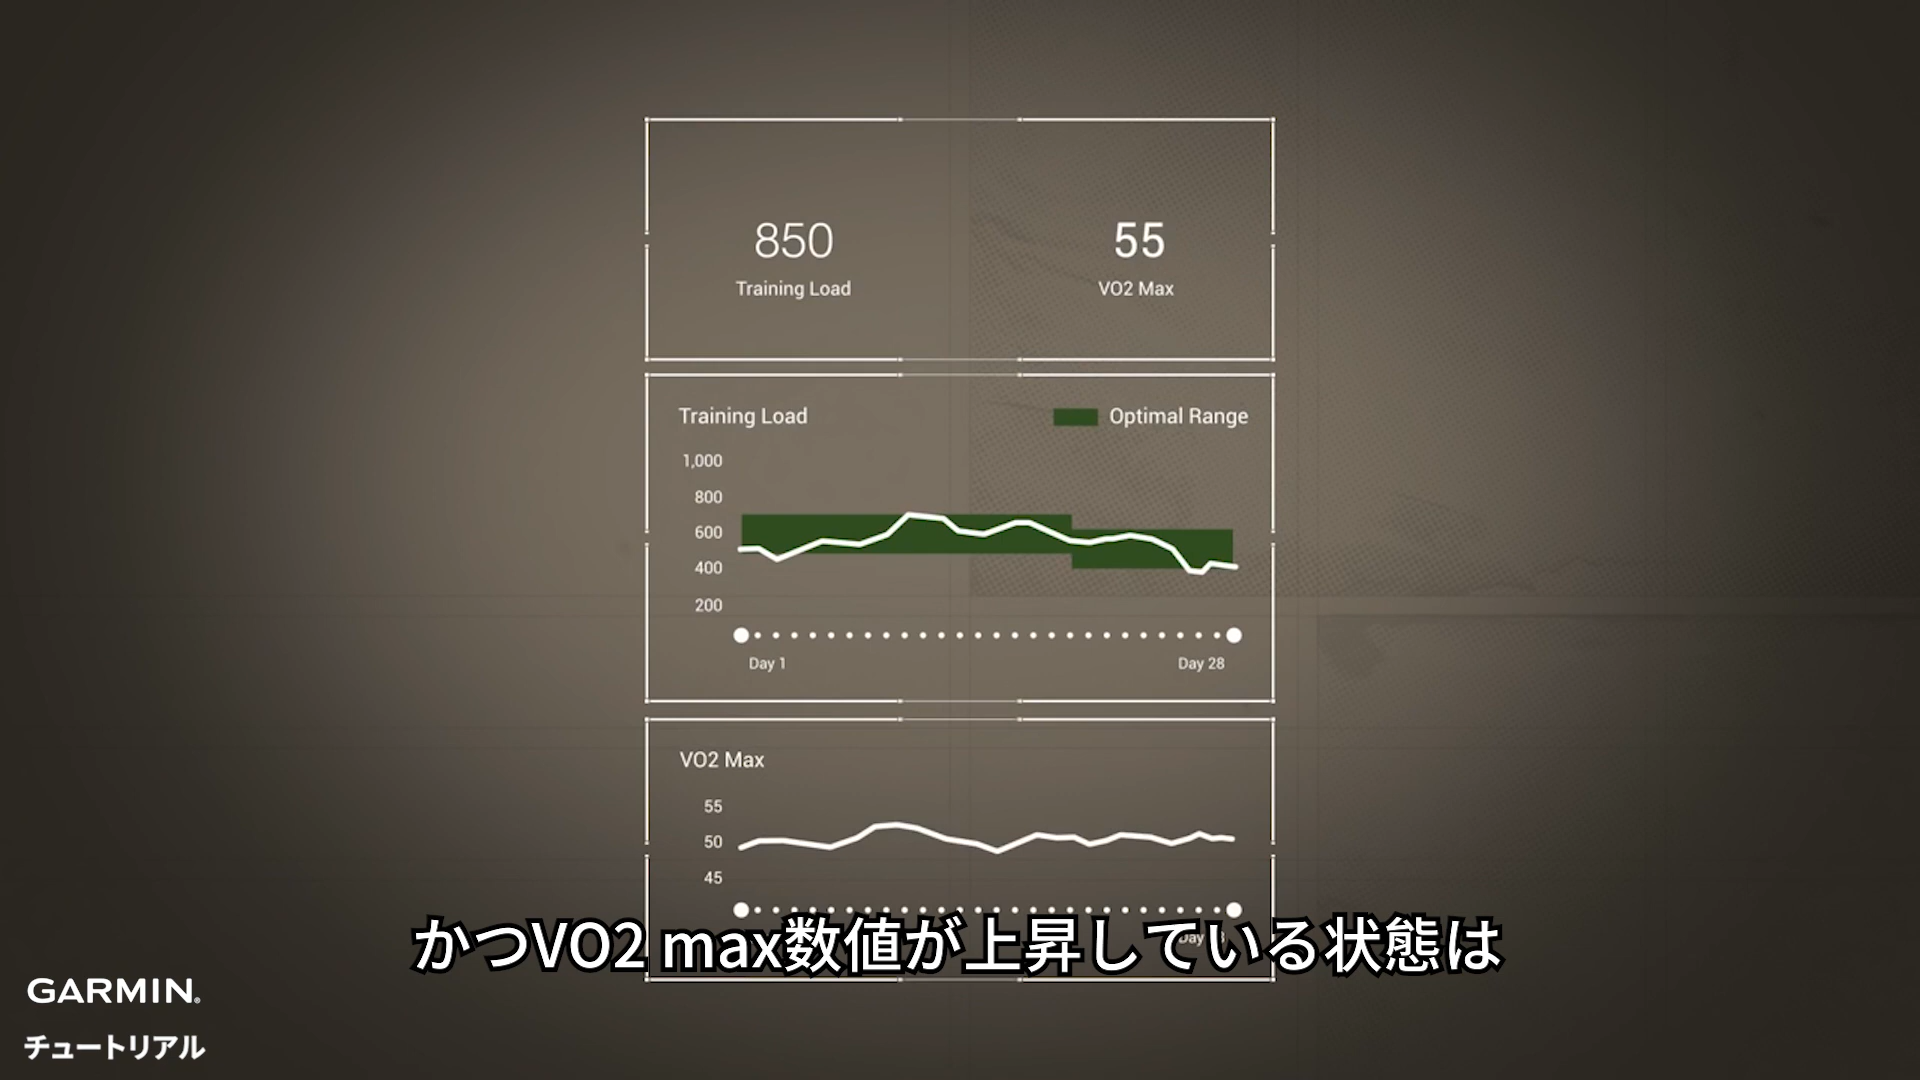 850
Training Load
55
VO2 Max
Training Load
Optimal Range
1,000
800
600
400
200
Day 1
Day 28
VO2 Max
55
50
45
かつVO2 max数値が上昇している状態は
GARMIN®
チュートリアル